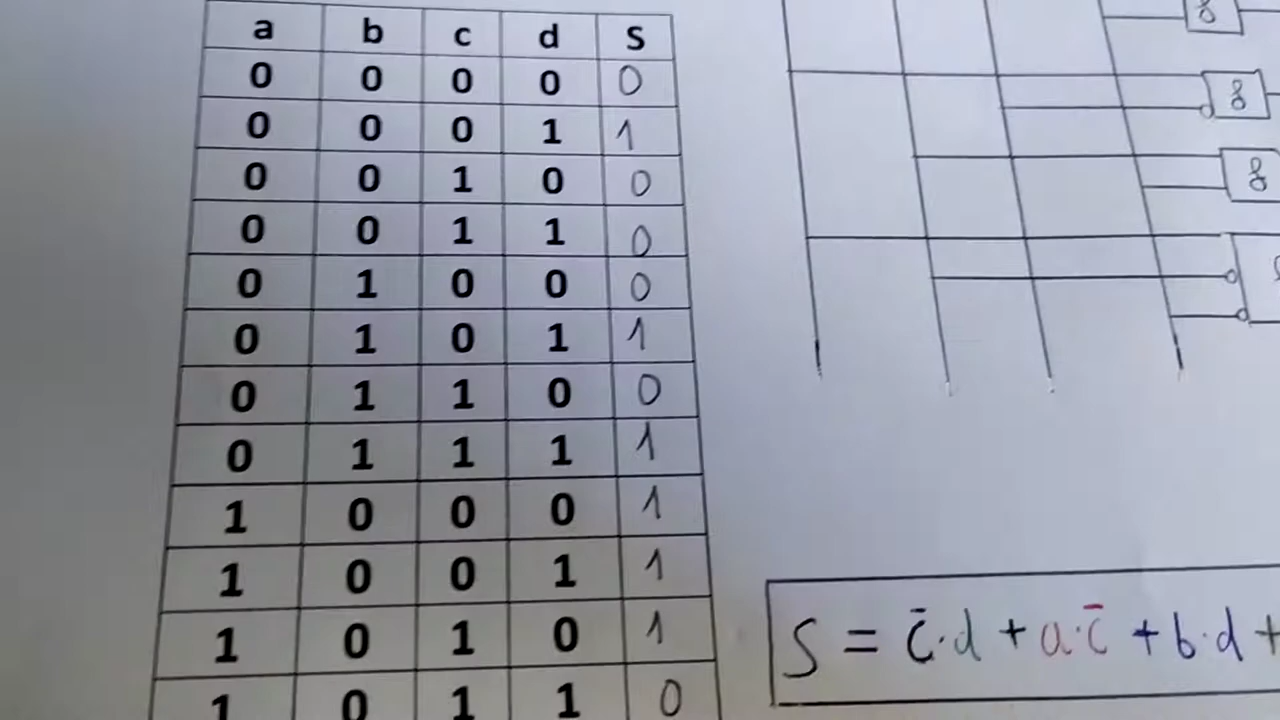 a b c d S
0 0 0 0 0
0 0 0 1 1
0 0 1 0 0
0 0 1 1 0
0 1 0 0 0
0 1 0 1 1
0 1 1 0 0
0 1 1 1 1
1 0 0 0 1
1 0 0 1 1
1 0 1 0 1
1 0 1 1 0
&
&
&
S = c̄·d + a·c̄ + b·d +